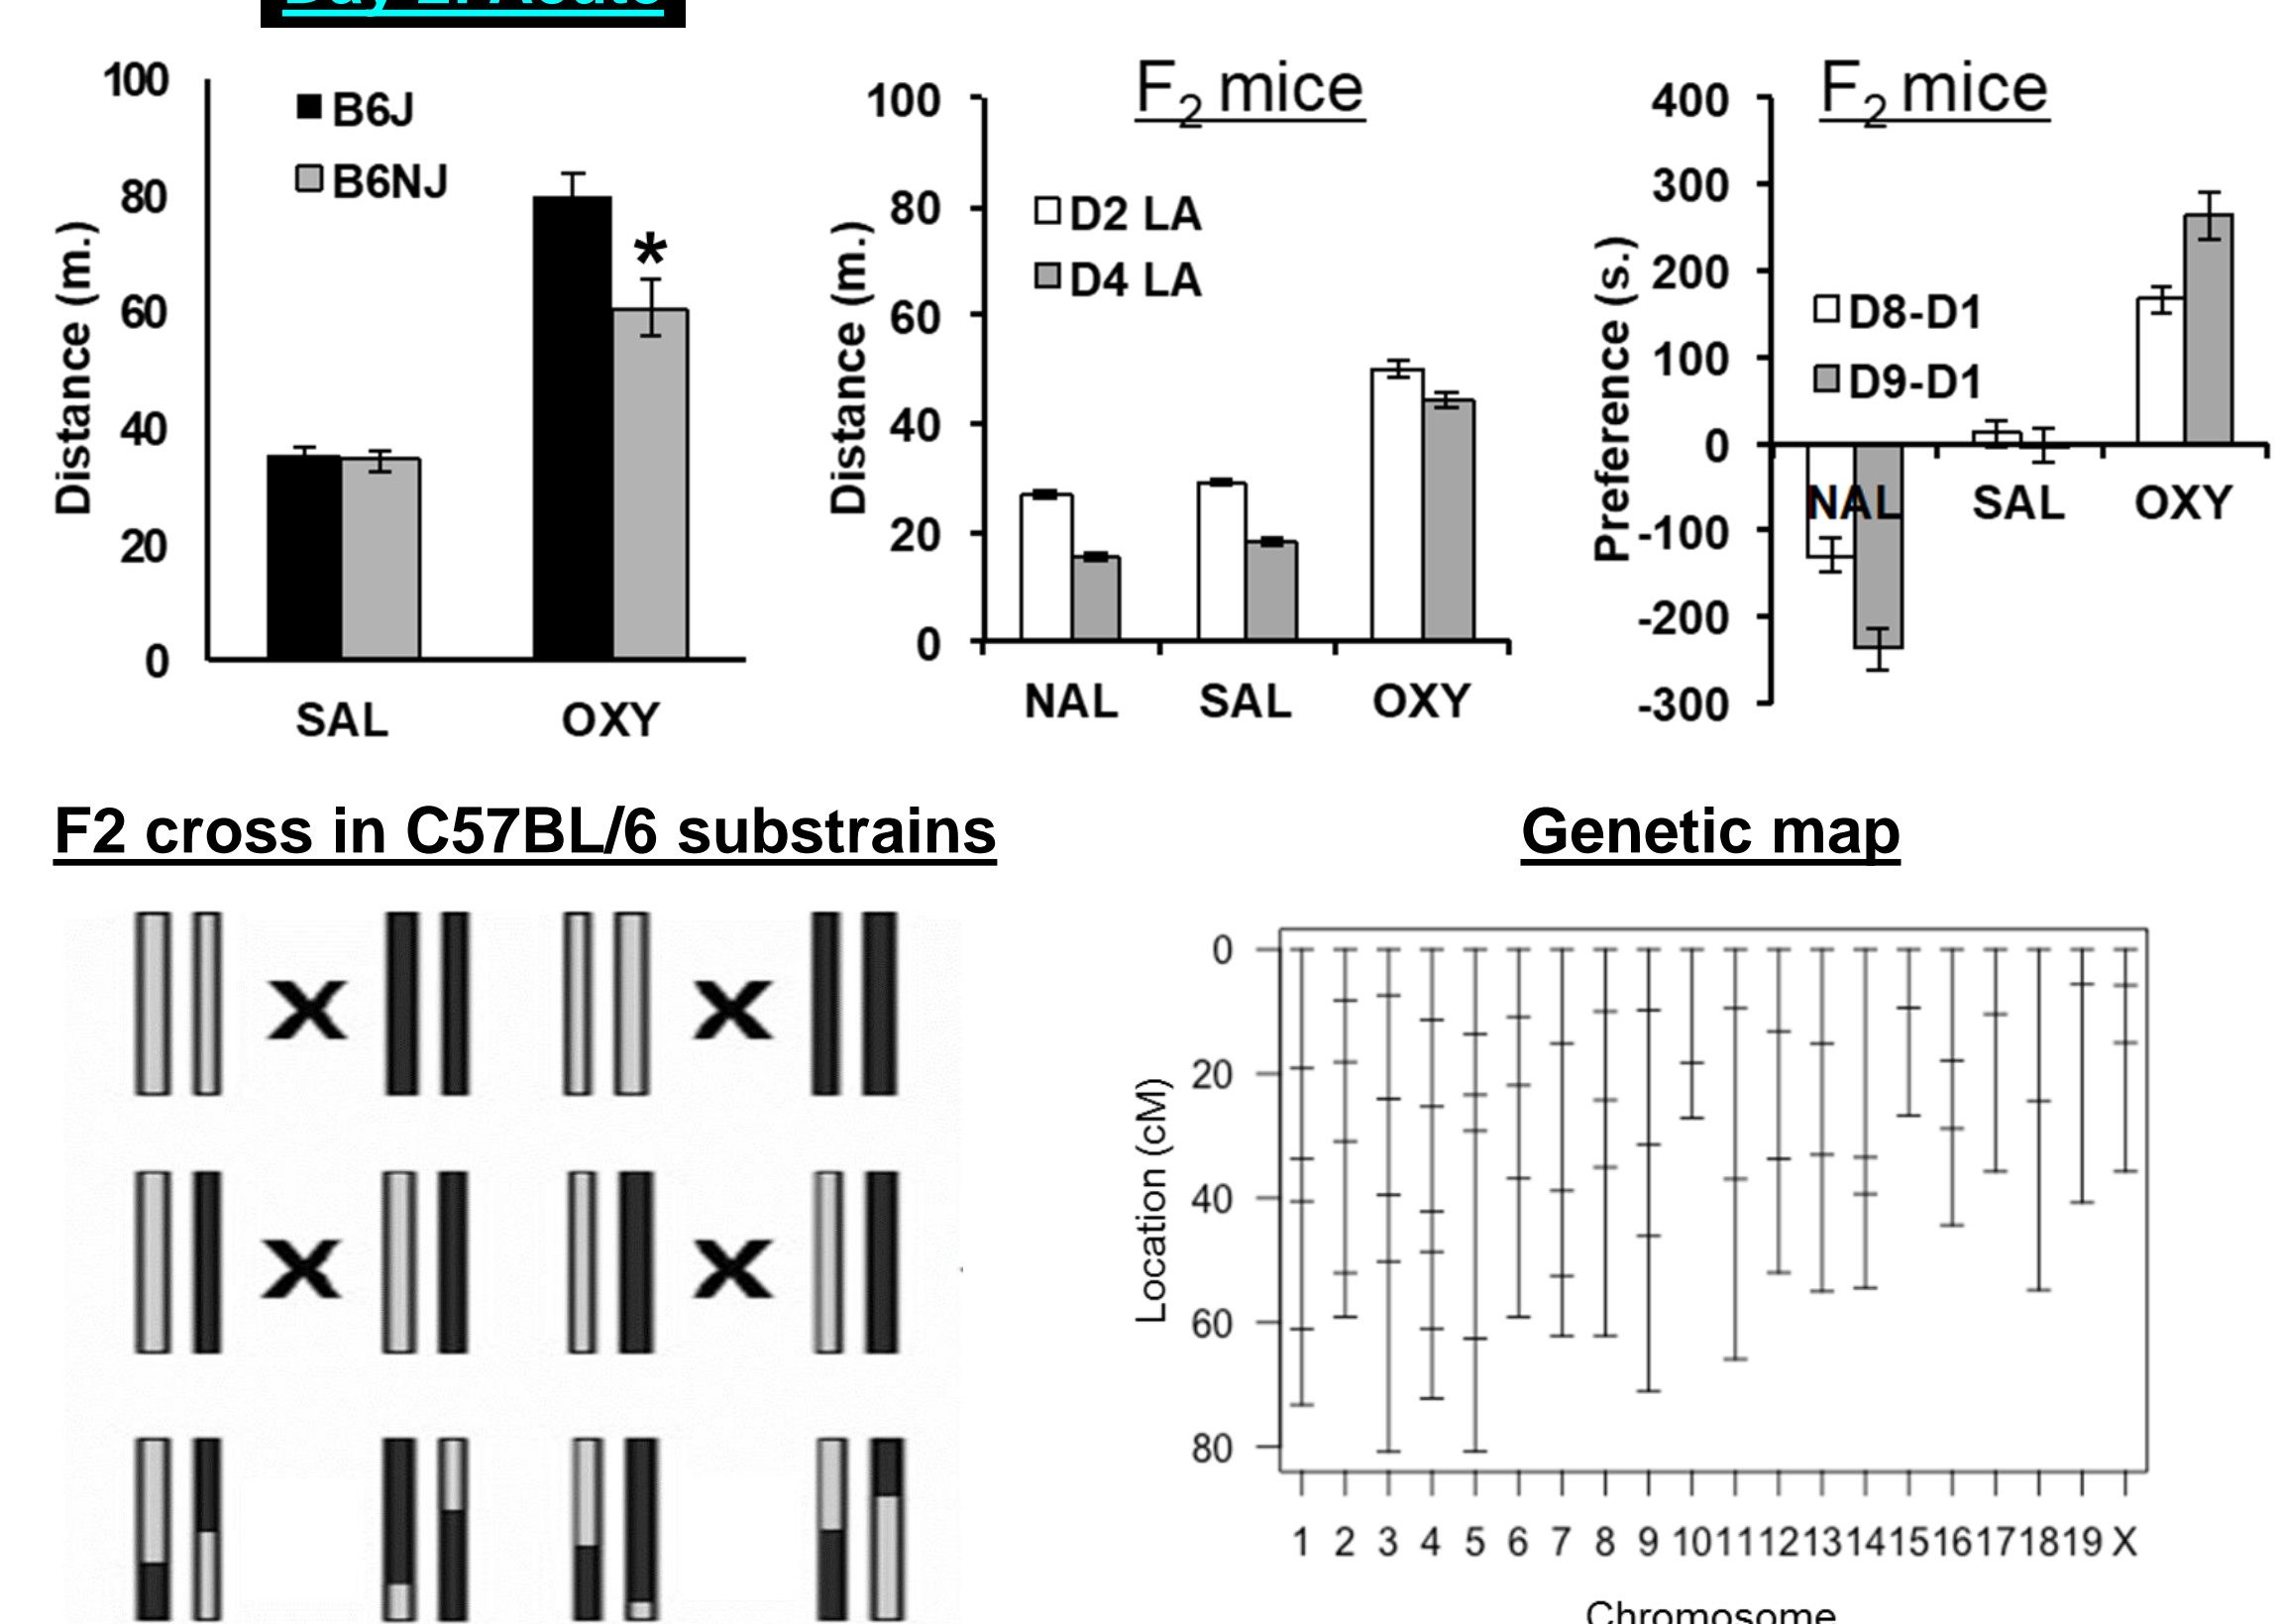 100
80
60
40
20
0
Distance (m.)
B6J
B6NJ
*
SAL OXY
F2 mice
100
80
60
40
20
0
Distance (m.)
D2 LA
D4 LA
NAL SAL OXY
F2 mice
400
300
200
100
0
-100
-200
-300
Preference (s.)
D8-D1
D9-D1
NAL SAL OXY
F2 cross in C57BL/6 substrains
x x
x x
Genetic map
0
20
40
60
80
Location (cM)
1 2 3 4 5 6 7 8 9 10 11 12 13 14 15 16 17 18 19 X
Chromosome